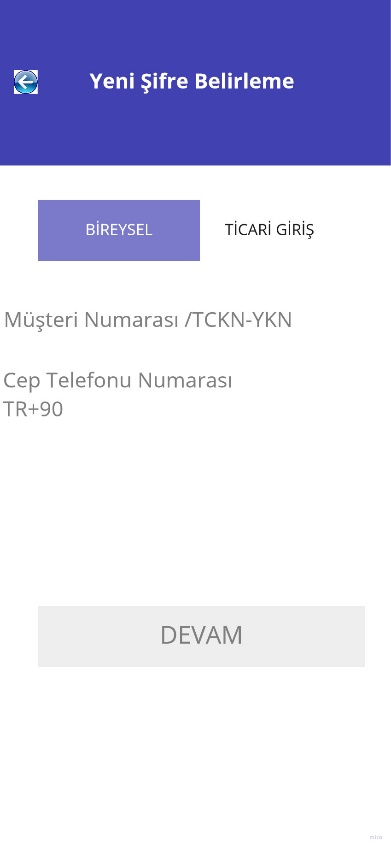 Yeni Şifre Belirleme
BİREYSEL
TİCARİ GİRİŞ
Müşteri Numarası /TCKN-YKN
Cep Telefonu Numarası
TR+90
DEVAM
miro